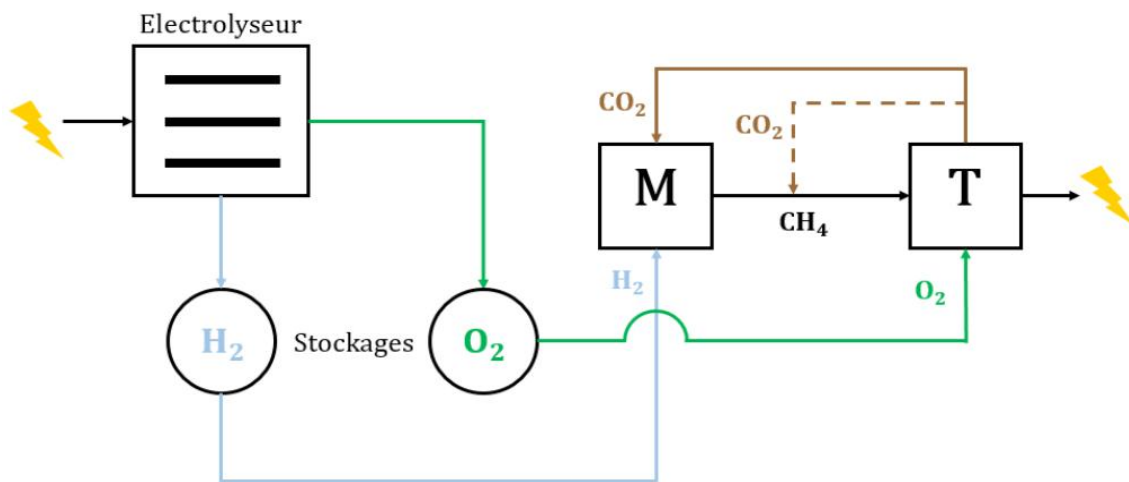 Electrolyseur
CO₂
CO₂
M
T
CH₄
H₂
O₂
H₂
Stockages
O₂